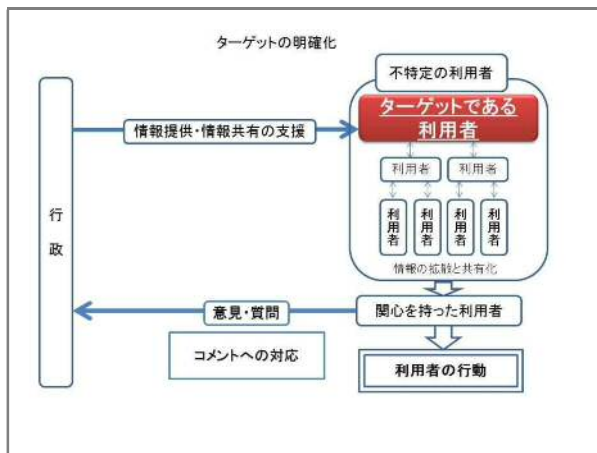 ターゲットの明確化
不特定の利用者
ターゲットである
利用者
情報提供・情報共有の支援
利用者
利用者
行政
利用者
利用者
利用者
利用者
情報の拡散と共有化
意見・質問
関心を持った利用者
コメントへの対応
利用者の行動